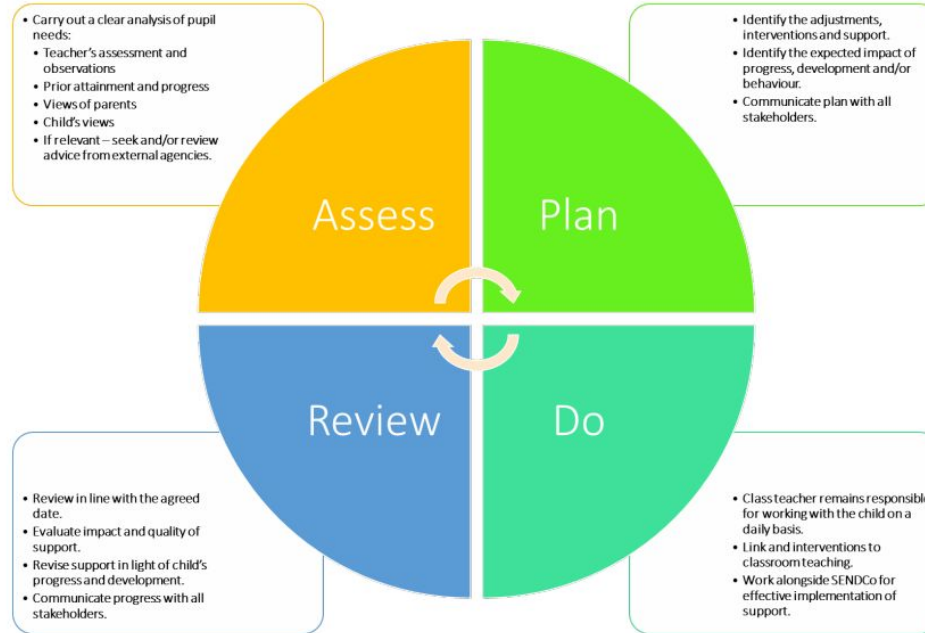 • Carry out a clear analysis of pupil
needs:
• Teacher's assessment and
observations
• Prior attainment and progress
• Views of parents
• Child's views
• If relevant – seek and/or review
advice from external agencies.
• Identify the adjustments,
interventions and support.
• Identify the expected impact of
progress, development and/or
behaviour.
• Communicate plan with all
stakeholders.
Assess
Plan
Review
Do
• Review in line with the agreed
date.
• Evaluate impact and quality of
support.
• Revise support in light of child's
progress and development.
• Communicate progress with all
stakeholders.
• Class teacher remains responsible
for working with the child on a
daily basis.
• Link and interventions to
classroom teaching.
• Work alongside SENDCo for
effective implementation of
support.